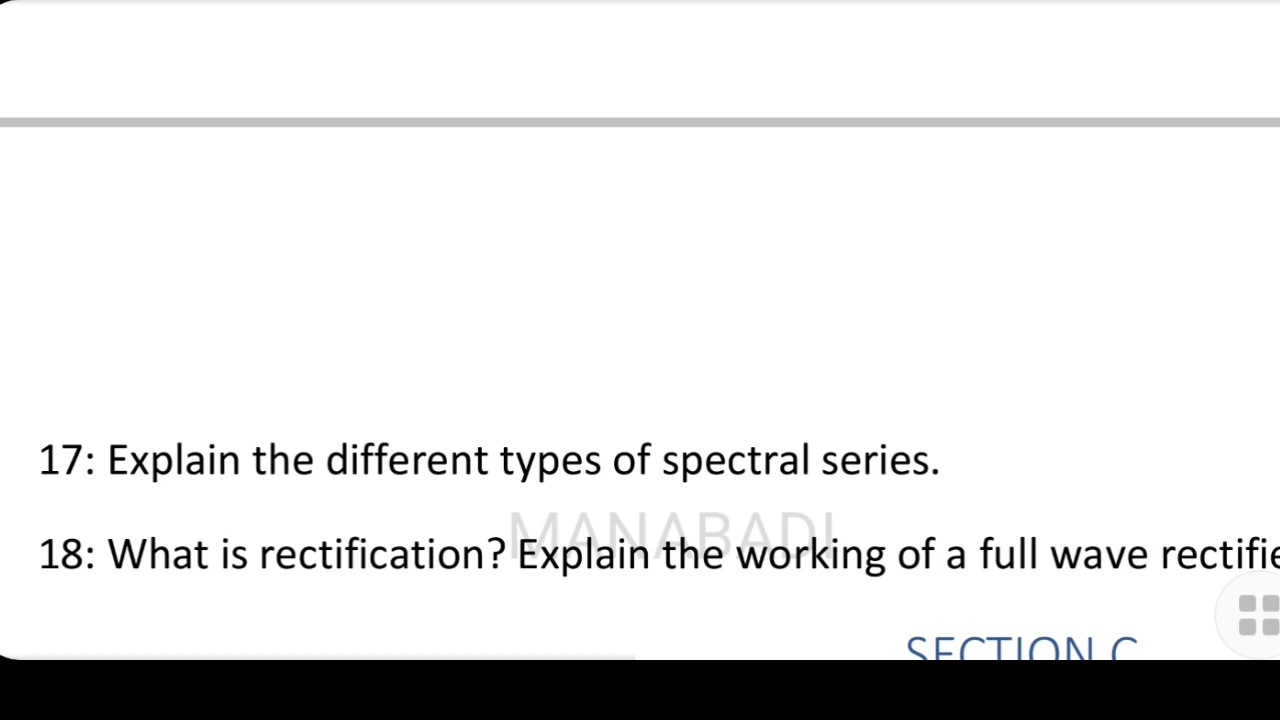 17: Explain the different types of spectral series.
MANABADI
18: What is rectification? Explain the working of a full wave
SECTION C